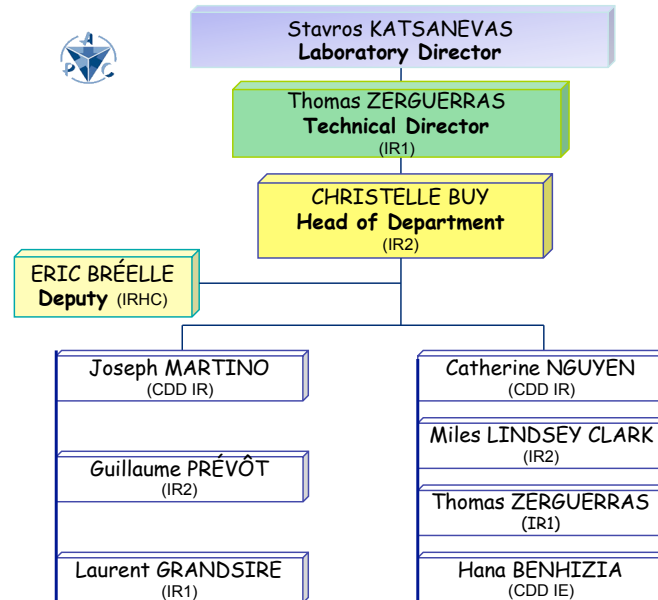 A
P C
Stavros KATSANEVAS
Laboratory Director
Thomas ZERGUERRAS
Technical Director
(IR1)
CHRISTELLE BUY
Head of Department
(IR2)
ERIC BRÉELLE
Deputy (IRHC)
Joseph MARTINO
(CDD IR)
Guillaume PRÉVÔT
(IR2)
Laurent GRANDSIRE
(IR1)
Catherine NGUYEN
(CDD IR)
Miles LINDSEY CLARK
(IR2)
Thomas ZERGUERRAS
(IR1)
Hana BENHIZIA
(CDD IE)